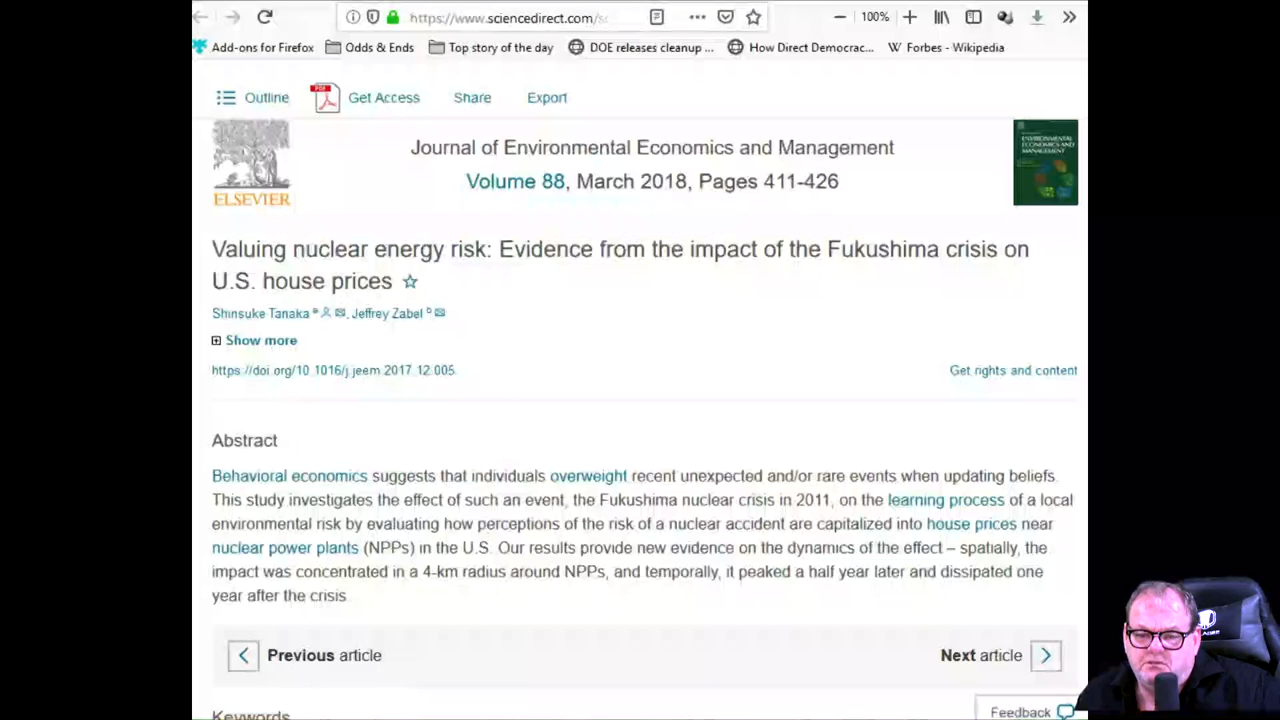 https://www.sciencedirect.com/sc
100%
Add-ons for Firefox
Odds & Ends
Top story of the day
DOE releases cleanup ...
How Direct Democrac...
W Forbes - Wikipedia
Outline
PDF
Get Access
Share
Export
Journal of Environmental Economics and Management
Volume 88, March 2018, Pages 411-426
ELSEVIER
ENVIRONMENTAL
ECONOMICS AND
MANAGEMENT
Valuing nuclear energy risk: Evidence from the impact of the Fukushima crisis on
U.S. house prices
Shinsuke Tanaka a, Jeffrey Zabel b
Show more
https://doi.org/10.1016/j.jeem.2017.12.005
Get rights and content
Abstract
Behavioral economics suggests that individuals overweight recent unexpected and/or rare events when updating beliefs.
This study investigates the effect of such an event, the Fukushima nuclear crisis in 2011, on the learning process of a local
environmental risk by evaluating how perceptions of the risk of a nuclear accident are capitalized into house prices near
nuclear power plants (NPPs) in the U.S. Our results provide new evidence on the dynamics of the effect – spatially, the
impact was concentrated in a 4-km radius around NPPs, and temporally, it peaked a half year later and dissipated one
year after the crisis.
Previous article
Next article
Keywords
Feedback